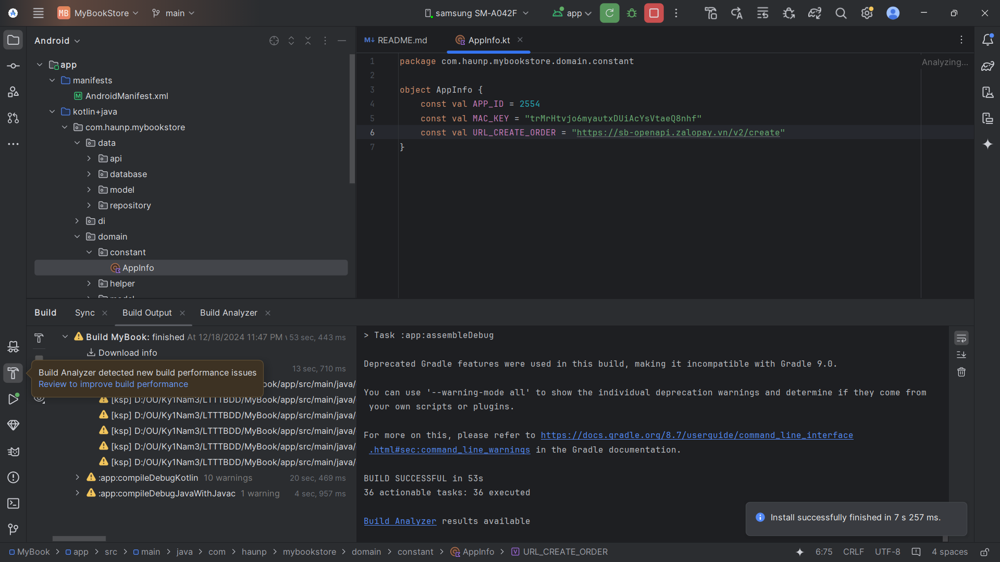 MB MyBookStore main samsung SM-A042F app
Android
README.md AppInfo.kt
app
manifests
AndroidManifest.xml
kotlin+java
com.haunp.mybookstore
data
api
database
model
repository
di
domain
constant
AppInfo
helper
1 package com.haunp.mybookstore.domain.constant
Analyzing...
2
3 object AppInfo {
4 const val APP_ID = 2554
5 const val MAC_KEY = "trMrHtvjo6myautxDUiAcYsVtaeQ8nhf"
6 const val URL_CREATE_ORDER = "https://sb-openapi.zalopay.vn/v2/create"
7 }
Build Sync Build Output Build Analyzer
Build MyBook: finished At 12/18/2024 11:47 PM 53 sec, 443 ms
Download info
13 sec, 710 ms
Build Analyzer detected new build performance issues
Review to improve build performance
ook/app/src/main/java/
[ksp] D:/OU/Ky1Nam3/LTTTBDD/MyBook/app/src/main/java/
[ksp] D:/OU/Ky1Nam3/LTTTBDD/MyBook/app/src/main/java/
[ksp] D:/OU/Ky1Nam3/LTTTBDD/MyBook/app/src/main/java/
[ksp] D:/OU/Ky1Nam3/LTTTBDD/MyBook/app/src/main/java/
[ksp] D:/OU/Ky1Nam3/LTTTBDD/MyBook/app/src/main/java/
:app:compileDebugKotlin 10 warnings 20 sec, 469 ms
:app:compileDebugJavaWithJavac 1 warning 4 sec, 957 ms
> Task :app:assembleDebug
Deprecated Gradle features were used in this build, making it incompatible with Gradle 9.0.
You can use '--warning-mode all' to show the individual deprecation warnings and determine if they come from
your own scripts or plugins.
For more on this, please refer to https://docs.gradle.org/8.7/userguide/command_line_interface
.html#sec:command_line_warnings in the Gradle documentation.
BUILD SUCCESSFUL in 53s
36 actionable tasks: 36 executed
Build Analyzer results available
Install successfully finished in 7 s 257 ms.
MyBook > app > src > main > java > com > haunp > mybookstore > domain > constant > AppInfo > URL_CREATE_ORDER
6:75 CRLF UTF-8 4 spaces